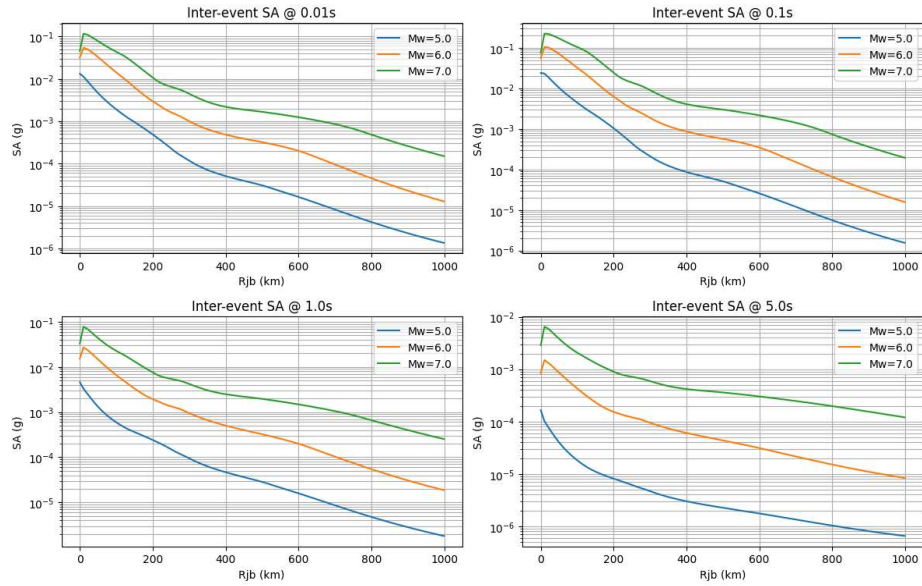 Inter-event SA @ 0.01s
SA (g)
10⁻¹
10⁻²
10⁻³
10⁻⁴
10⁻⁵
10⁻⁶
Mw=5.0
Mw=6.0
Mw=7.0
0 200 400 600 800 1000
Rjb (km)
Inter-event SA @ 0.1s
SA (g)
10⁻¹
10⁻²
10⁻³
10⁻⁴
10⁻⁵
10⁻⁶
Mw=5.0
Mw=6.0
Mw=7.0
0 200 400 600 800 1000
Rjb (km)
Inter-event SA @ 1.0s
SA (g)
10⁻¹
10⁻²
10⁻³
10⁻⁴
10⁻⁵
Mw=5.0
Mw=6.0
Mw=7.0
0 200 400 600 800 1000
Rjb (km)
Inter-event SA @ 5.0s
SA (g)
10⁻²
10⁻³
10⁻⁴
10⁻⁵
10⁻⁶
Mw=5.0
Mw=6.0
Mw=7.0
0 200 400 600 800 1000
Rjb (km)